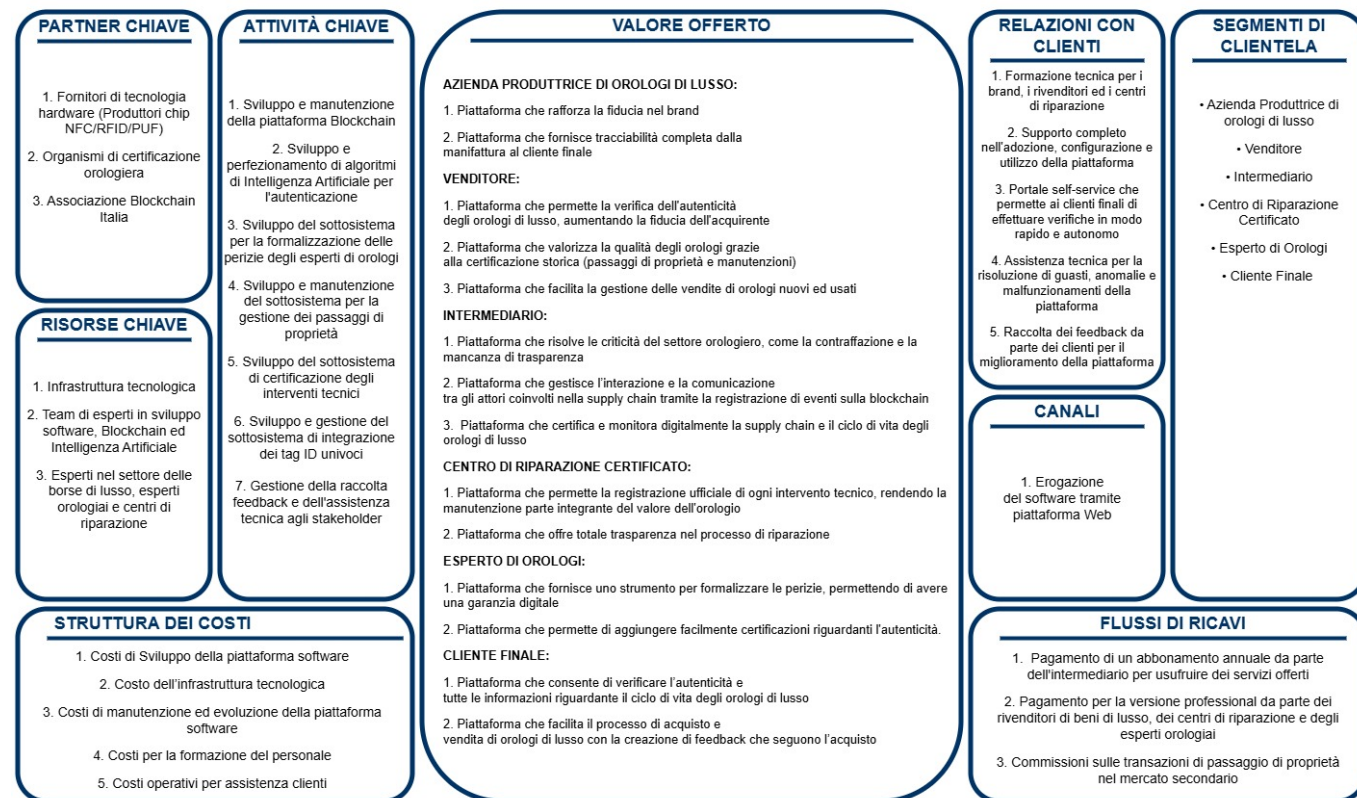 PARTNER CHIAVE
1. Fornitori di tecnologia
hardware (Produttori chip
NFC/RFID/PUF)
2. Organismi di certificazione
orologiera
3. Associazione Blockchain
Italia
RISORSE CHIAVE
1. Infrastruttura tecnologica
2. Team di esperti in sviluppo
software, Blockchain ed
Intelligenza Artificiale
3. Esperti nel settore delle
borse di lusso, esperti
orologiai e centri di
riparazione
ATTIVITÀ CHIAVE
1. Sviluppo e manutenzione
della piattaforma Blockchain
2. Sviluppo e
perfezionamento di algoritmi
di Intelligenza Artificiale per
l'autenticazione
3. Sviluppo del sottosistema
per la formalizzazione delle
perizie degli esperti di orologi
4. Sviluppo e manutenzione
del sottosistema per la
gestione dei passaggi di
proprietà
5. Sviluppo del sottosistema
di certificazione degli
interventi tecnici
6. Sviluppo e gestione del
sottosistema di integrazione
dei tag ID univoci
7. Gestione della raccolta
feedback e dell'assistenza
tecnica agli stakeholder
VALORE OFFERTO
AZIENDA PRODUTTRICE DI OROLOGI DI LUSSO:
1. Piattaforma che rafforza la fiducia nel brand
2. Piattaforma che fornisce tracciabilità completa dalla
manifattura al cliente finale
VENDITORE:
1. Piattaforma che permette la verifica dell'autenticità
degli orologi di lusso, aumentando la fiducia dell'acquirente
2. Piattaforma che valorizza la qualità degli orologi grazie
alla certificazione storica (passaggi di proprietà e manutenzioni)
3. Piattaforma che facilita la gestione delle vendite di orologi nuovi ed usati
INTERMEDIARIO:
1. Piattaforma che risolve le criticità del settore orologiero, come la contraffazione e la
mancanza di trasparenza
2. Piattaforma che gestisce l'interazione e la comunicazione
tra gli attori coinvolti nella supply chain tramite la registrazione di eventi sulla blockchain
3. Piattaforma che certifica e monitora digitalmente la supply chain e il ciclo di vita degli
orologi di lusso
CENTRO DI RIPARAZIONE CERTIFICATO:
1. Piattaforma che permette la registrazione ufficiale di ogni intervento tecnico, rendendo la
manutenzione parte integrante del valore dell'orologio
2. Piattaforma che offre totale trasparenza nel processo di riparazione
ESPERTO DI OROLOGI:
1. Piattaforma che fornisce uno strumento per formalizzare le perizie, permettendo di avere
una garanzia digitale
2. Piattaforma che permette di aggiungere facilmente certificazioni riguardanti l'autenticità.
CLIENTE FINALE:
1. Piattaforma che consente di verificare l'autenticità e
tutte le informazioni riguardante il ciclo di vita degli orologi di lusso
2. Piattaforma che facilita il processo di acquisto e
vendita di orologi di lusso con la creazione di feedback che seguono l'acquisto
RELAZIONI CON
CLIENTI
1. Formazione tecnica per i
brand, i rivenditori ed i centri
di riparazione
2. Supporto completo
nell'adozione, configurazione e
utilizzo della piattaforma
3. Portale self-service che
permette ai clienti finali di
effettuare verifiche in modo
rapido e autonomo
4. Assistenza tecnica per la
risoluzione di guasti, anomalie e
malfunzionamenti della
piattaforma
5. Raccolta dei feedback da
parte dei clienti per il
miglioramento della piattaforma
CANALI
1. Erogazione
del software tramite
piattaforma Web
SEGMENTI DI
CLIENTELA
• Azienda Produttrice di
orologi di lusso
• Venditore
• Intermediario
• Centro di Riparazione
Certificato
• Esperto di Orologi
• Cliente Finale
STRUTTURA DEI COSTI
1. Costi di Sviluppo della piattaforma software
2. Costo dell'infrastruttura tecnologica
3. Costi di manutenzione ed evoluzione della piattaforma
software
4. Costi per la formazione del personale
5. Costi operativi per assistenza clienti
FLUSSI DI RICAVI
1. Pagamento di un abbonamento annuale da parte
dell'intermediario per usufruire dei servizi offerti
2. Pagamento per la versione professional da parte dei
rivenditori di beni di lusso, dei centri di riparazione e degli
esperti orologiai
3. Commissioni sulle transazioni di passaggio di proprietà
nel mercato secondario